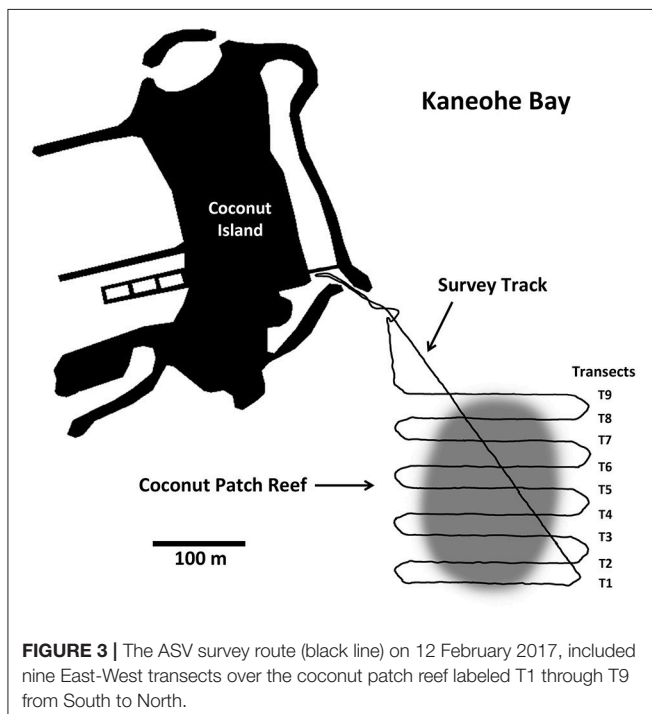 Kaneohe Bay
Coconut
Island
Survey Track
Transects
T9
T8
T7
T6
Coconut Patch Reef
T5
T4
T3
100 m
T2
T1
FIGURE 3 | The ASV survey route (black line) on 12 February 2017, included
nine East-West transects over the coconut patch reef labeled T1 through T9
from South to North.